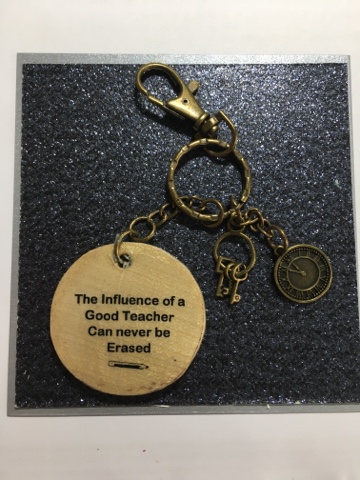 The Influence of a
Good Teacher
Can never be
Erased